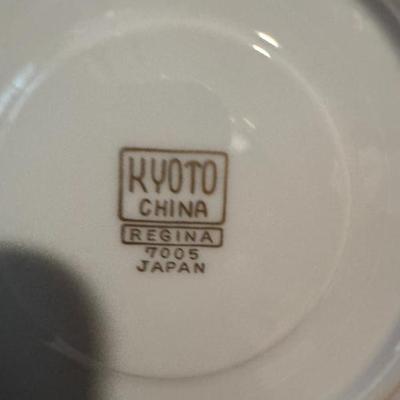 KYOTO
CHINA
REGINA
7005
JAPAN